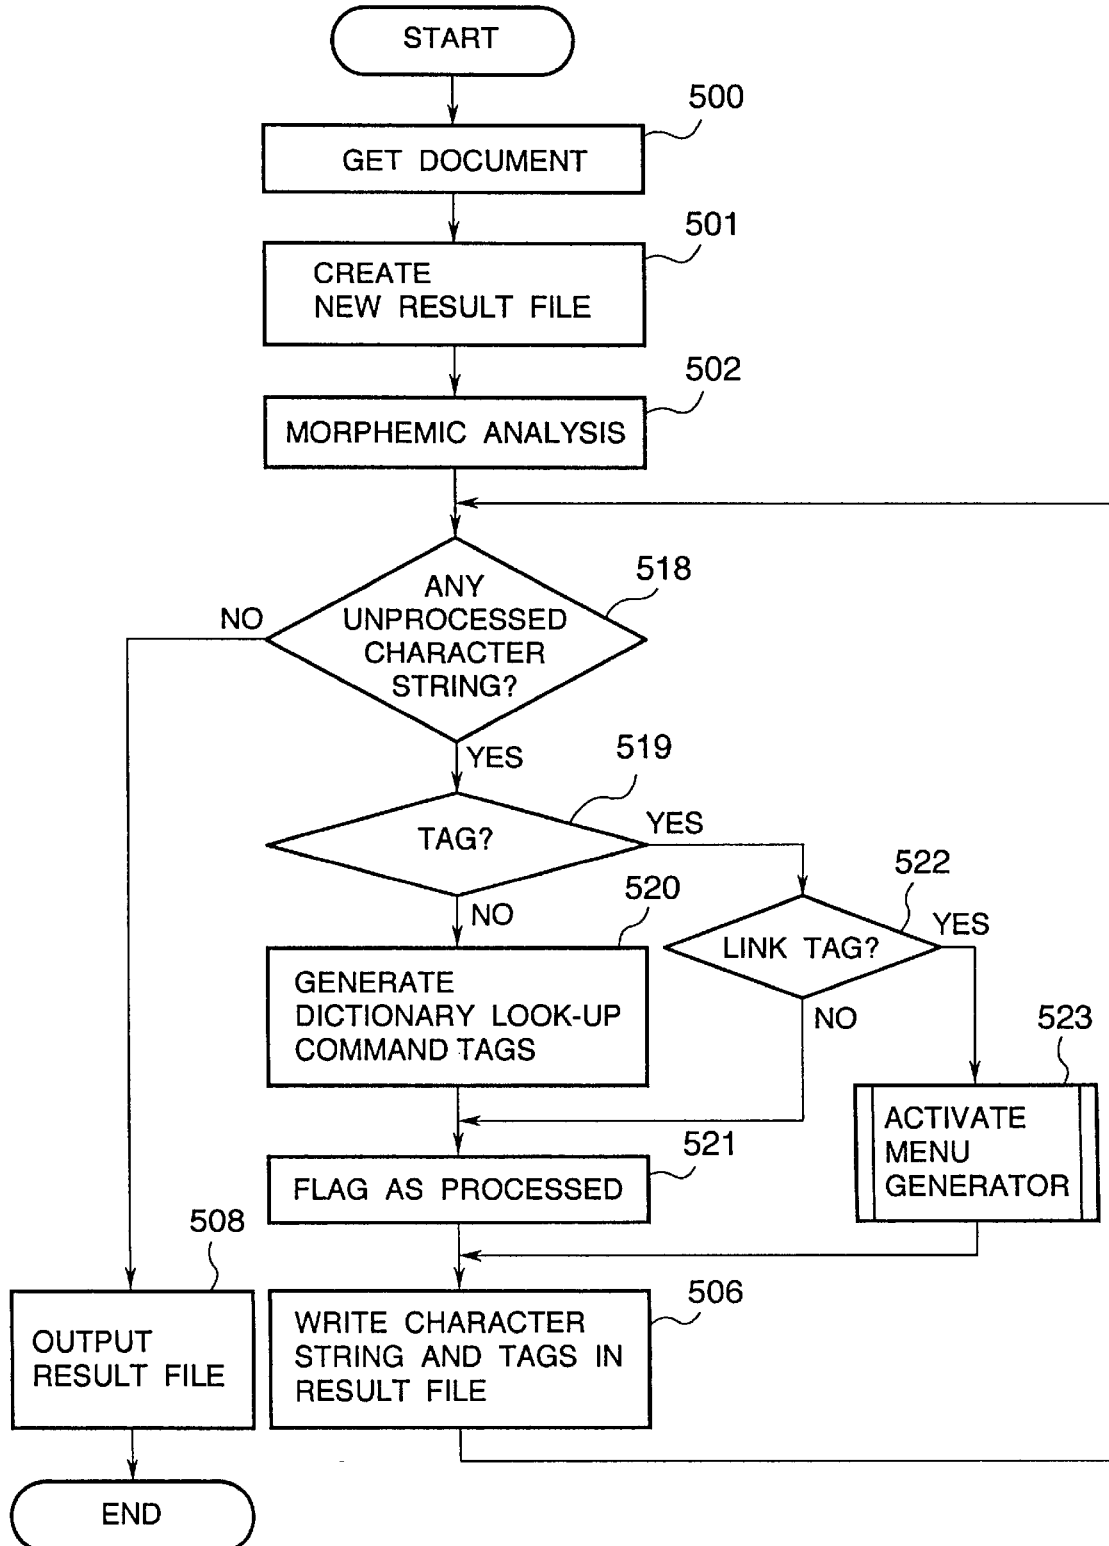 START
500
GET DOCUMENT
501
CREATE
NEW RESULT FILE
502
MORPHEMIC ANALYSIS
518
ANY
UNPROCESSED
CHARACTER
STRING?
NO
YES
519
TAG?
YES
NO
522
LINK TAG?
YES
NO
520
GENERATE
DICTIONARY LOOK-UP
COMMAND TAGS
523
ACTIVATE
MENU
GENERATOR
521
FLAG AS PROCESSED
508
OUTPUT
RESULT FILE
506
WRITE CHARACTER
STRING AND TAGS IN
RESULT FILE
END